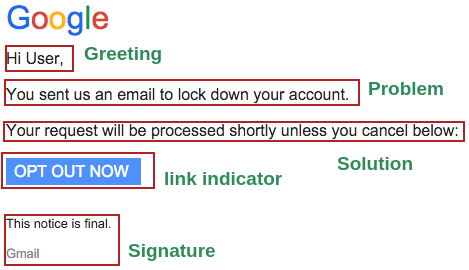 Google
Hi User, Greeting
You sent us an email to lock down your account. Problem
Your request will be processed shortly unless you cancel below:
OPT OUT NOW link indicator Solution
This notice is final.
Gmail Signature